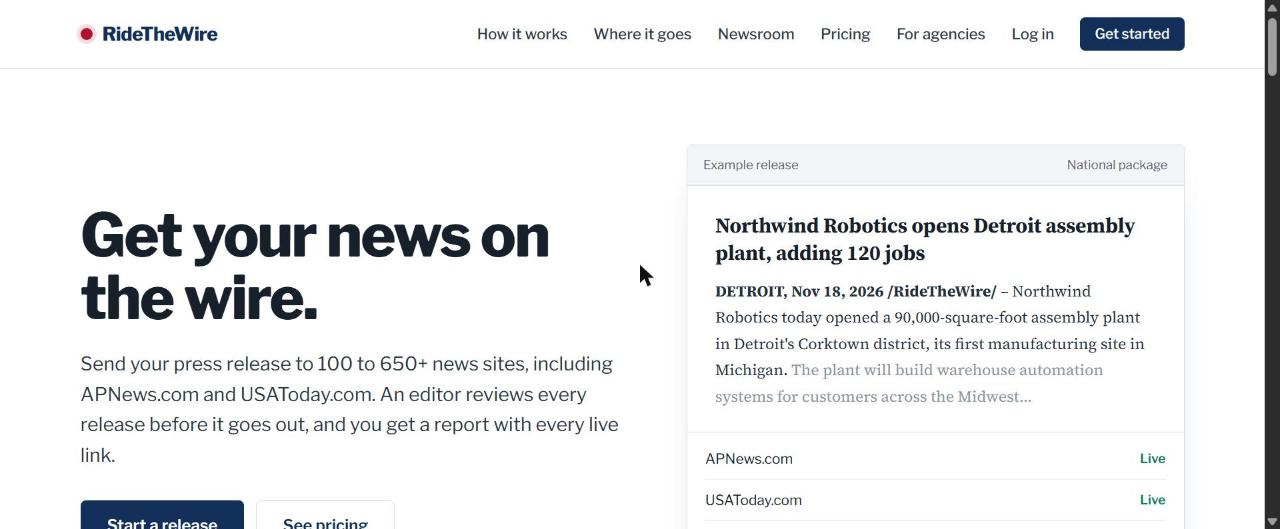 RideTheWire
How it works
Where it goes
Newsroom
Pricing
For agencies
Log in
Get started
Get your news on
the wire.
Send your press release to 100 to 650+ news sites, including
APNews.com and USAToday.com. An editor reviews every
release before it goes out, and you get a report with every live
link.
Start a release
See pricing
Example release
National package
Northwind Robotics opens Detroit assembly
plant, adding 120 jobs
DETROIT, Nov 18, 2026 /RideTheWire/ – Northwind
Robotics today opened a 90,000-square-foot assembly plant
in Detroit's Corktown district, its first manufacturing site in
Michigan. The plant will build warehouse automation
systems for customers across the Midwest...
APNews.com
Live
USAToday.com
Live